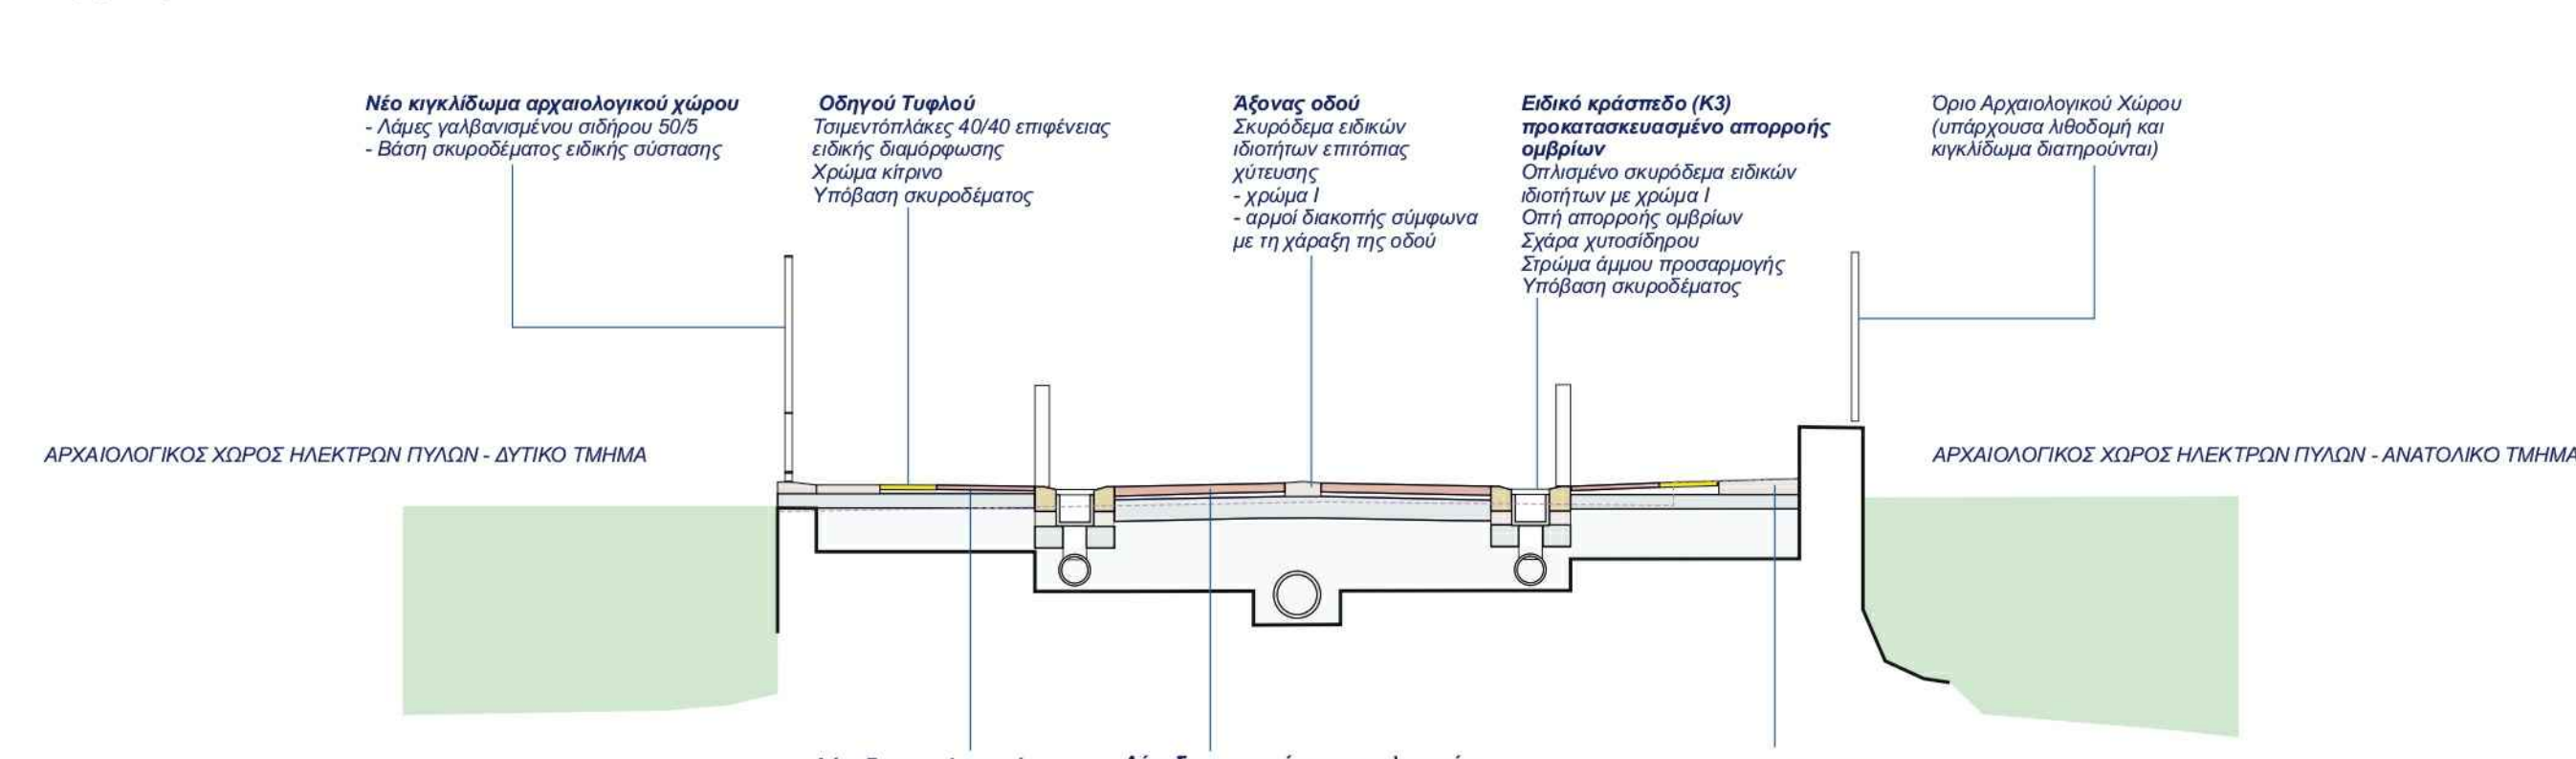 Νέο κιγκλίδωμα αρχαιολογικού χώρου
- Λάμες γαλβανισμένου σιδήρου 50/5
- Βάση σκυροδέματος ειδικής σύστασης
Οδηγού Τυφλού
Τσιμεντόπλάκες 40/40 επιφένειας
ειδικής διαμόρφωσης
Χρώμα κίτρινο
Υπόβαση σκυροδέματος
Άξονας οδού
Σκυρόδεμα ειδικών
ιδιοτήτων επιτόπιας
χύτευσης
- χρώμα Ι
- αρμοί διακοπής σύμφωνα
με τη χάραξη της οδού
Ειδικό κράσπεδο (Κ3)
προκατασκευασμένο απορροής
ομβρίων
Οπλισμένο σκυρόδεμα ειδικών
ιδιοτήτων με χρώμα Ι
Οπή απορροής ομβρίων
Σχάρα χυτοσίδηρου
Στρώμα άμμου προσαρμογής
Υπόβαση σκυροδέματος
Όριο Αρχαιολογικού Χώρου
(υπάρχουσα λιθοδομή και
κιγκλίδωμα διατηρούνται)
ΑΡΧΑΙΟΛΟΓΙΚΟΣ ΧΩΡΟΣ ΗΛΕΚΤΡΩΝ ΠΥΛΩΝ - ΔΥΤΙΚΟ ΤΜΗΜΑ
ΑΡΧΑΙΟΛΟΓΙΚΟΣ ΧΩΡΟΣ ΗΛΕΚΤΡΩΝ ΠΥΛΩΝ - ΑΝΑΤΟΛΙΚΟ ΤΜΗΜΑ